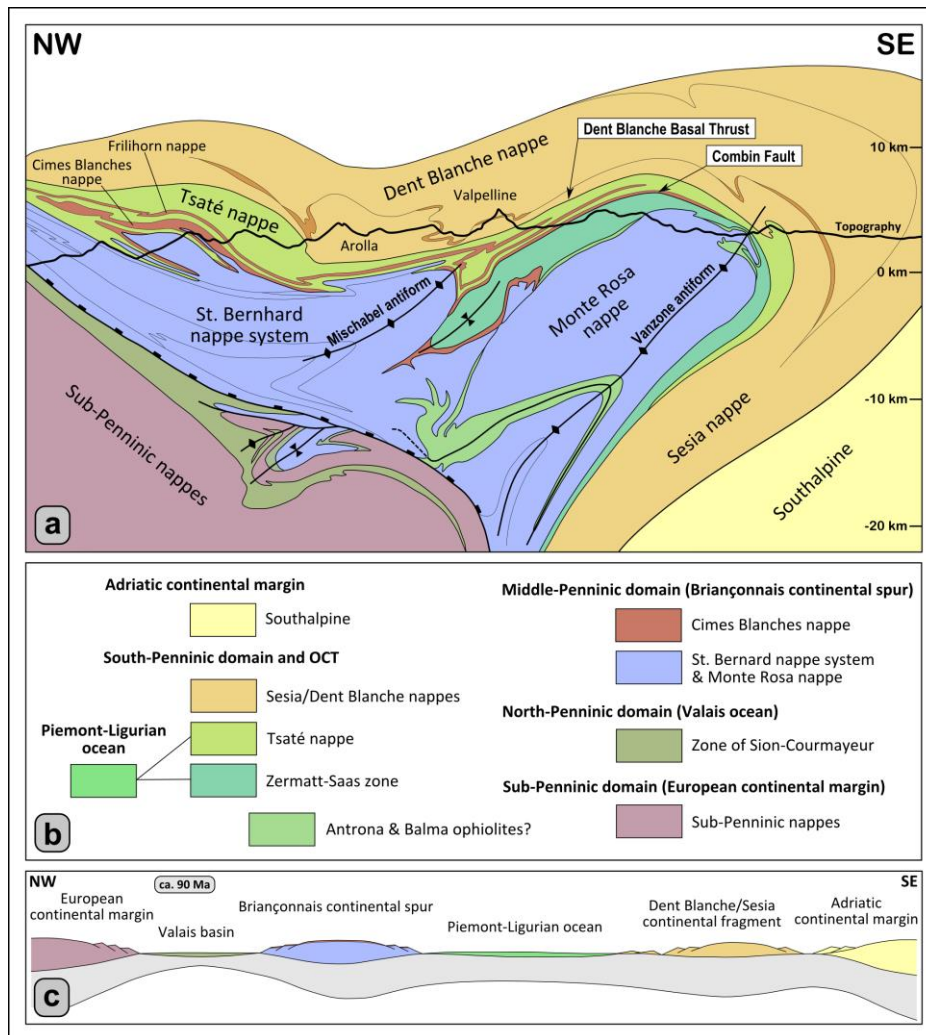 NW
SE
Dent Blanche Basal Thrust
Combin Fault
Frilihorn nappe
Cimes Blanches
nappe
Tsaté nappe
Dent Blanche nappe
Valpelline
Arolla
10 km
Topography
0 km
St. Bernhard
nappe system
Mischabel antiform
Monte Rosa
nappe
Vanzone antiform
-10 km
Sub-Penninic nappes
Sesia nappe
Southalpine
-20 km
a
Adriatic continental margin
Southalpine
South-Penninic domain and OCT
Sesia/Dent Blanche nappes
Piemont-Ligurian
ocean
Tsaté nappe
Zermatt-Saas zone
Antrona & Balma ophiolites?
Middle-Penninic domain (Briançonnais continental spur)
Cimes Blanches nappe
St. Bernard nappe system
& Monte Rosa nappe
North-Penninic domain (Valais ocean)
Zone of Sion-Courmayeur
Sub-Penninic domain (European continental margin)
Sub-Penninic nappes
b
NW
SE
ca. 90 Ma
European
continental margin
Valais basin
Briançonnais continental spur
Piemont-Ligurian ocean
Dent Blanche/Sesia
continental fragment
Adriatic
continental margin
c